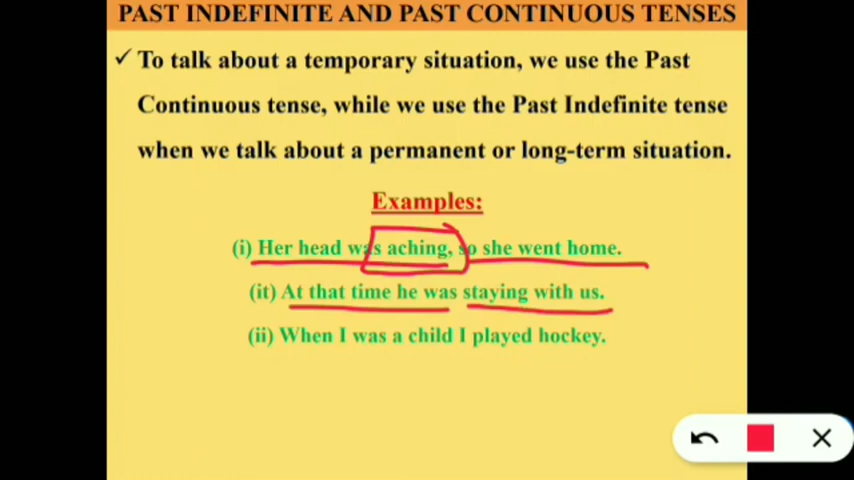 PAST INDEFINITE AND PAST CONTINUOUS TENSES
✓ To talk about a temporary situation, we use the Past
Continuous tense, while we use the Past Indefinite tense
when we talk about a permanent or long-term situation.
Examples:
(i) Her head was aching, so she went home.
(it) At that time he was staying with us.
(ii) When I was a child I played hockey.